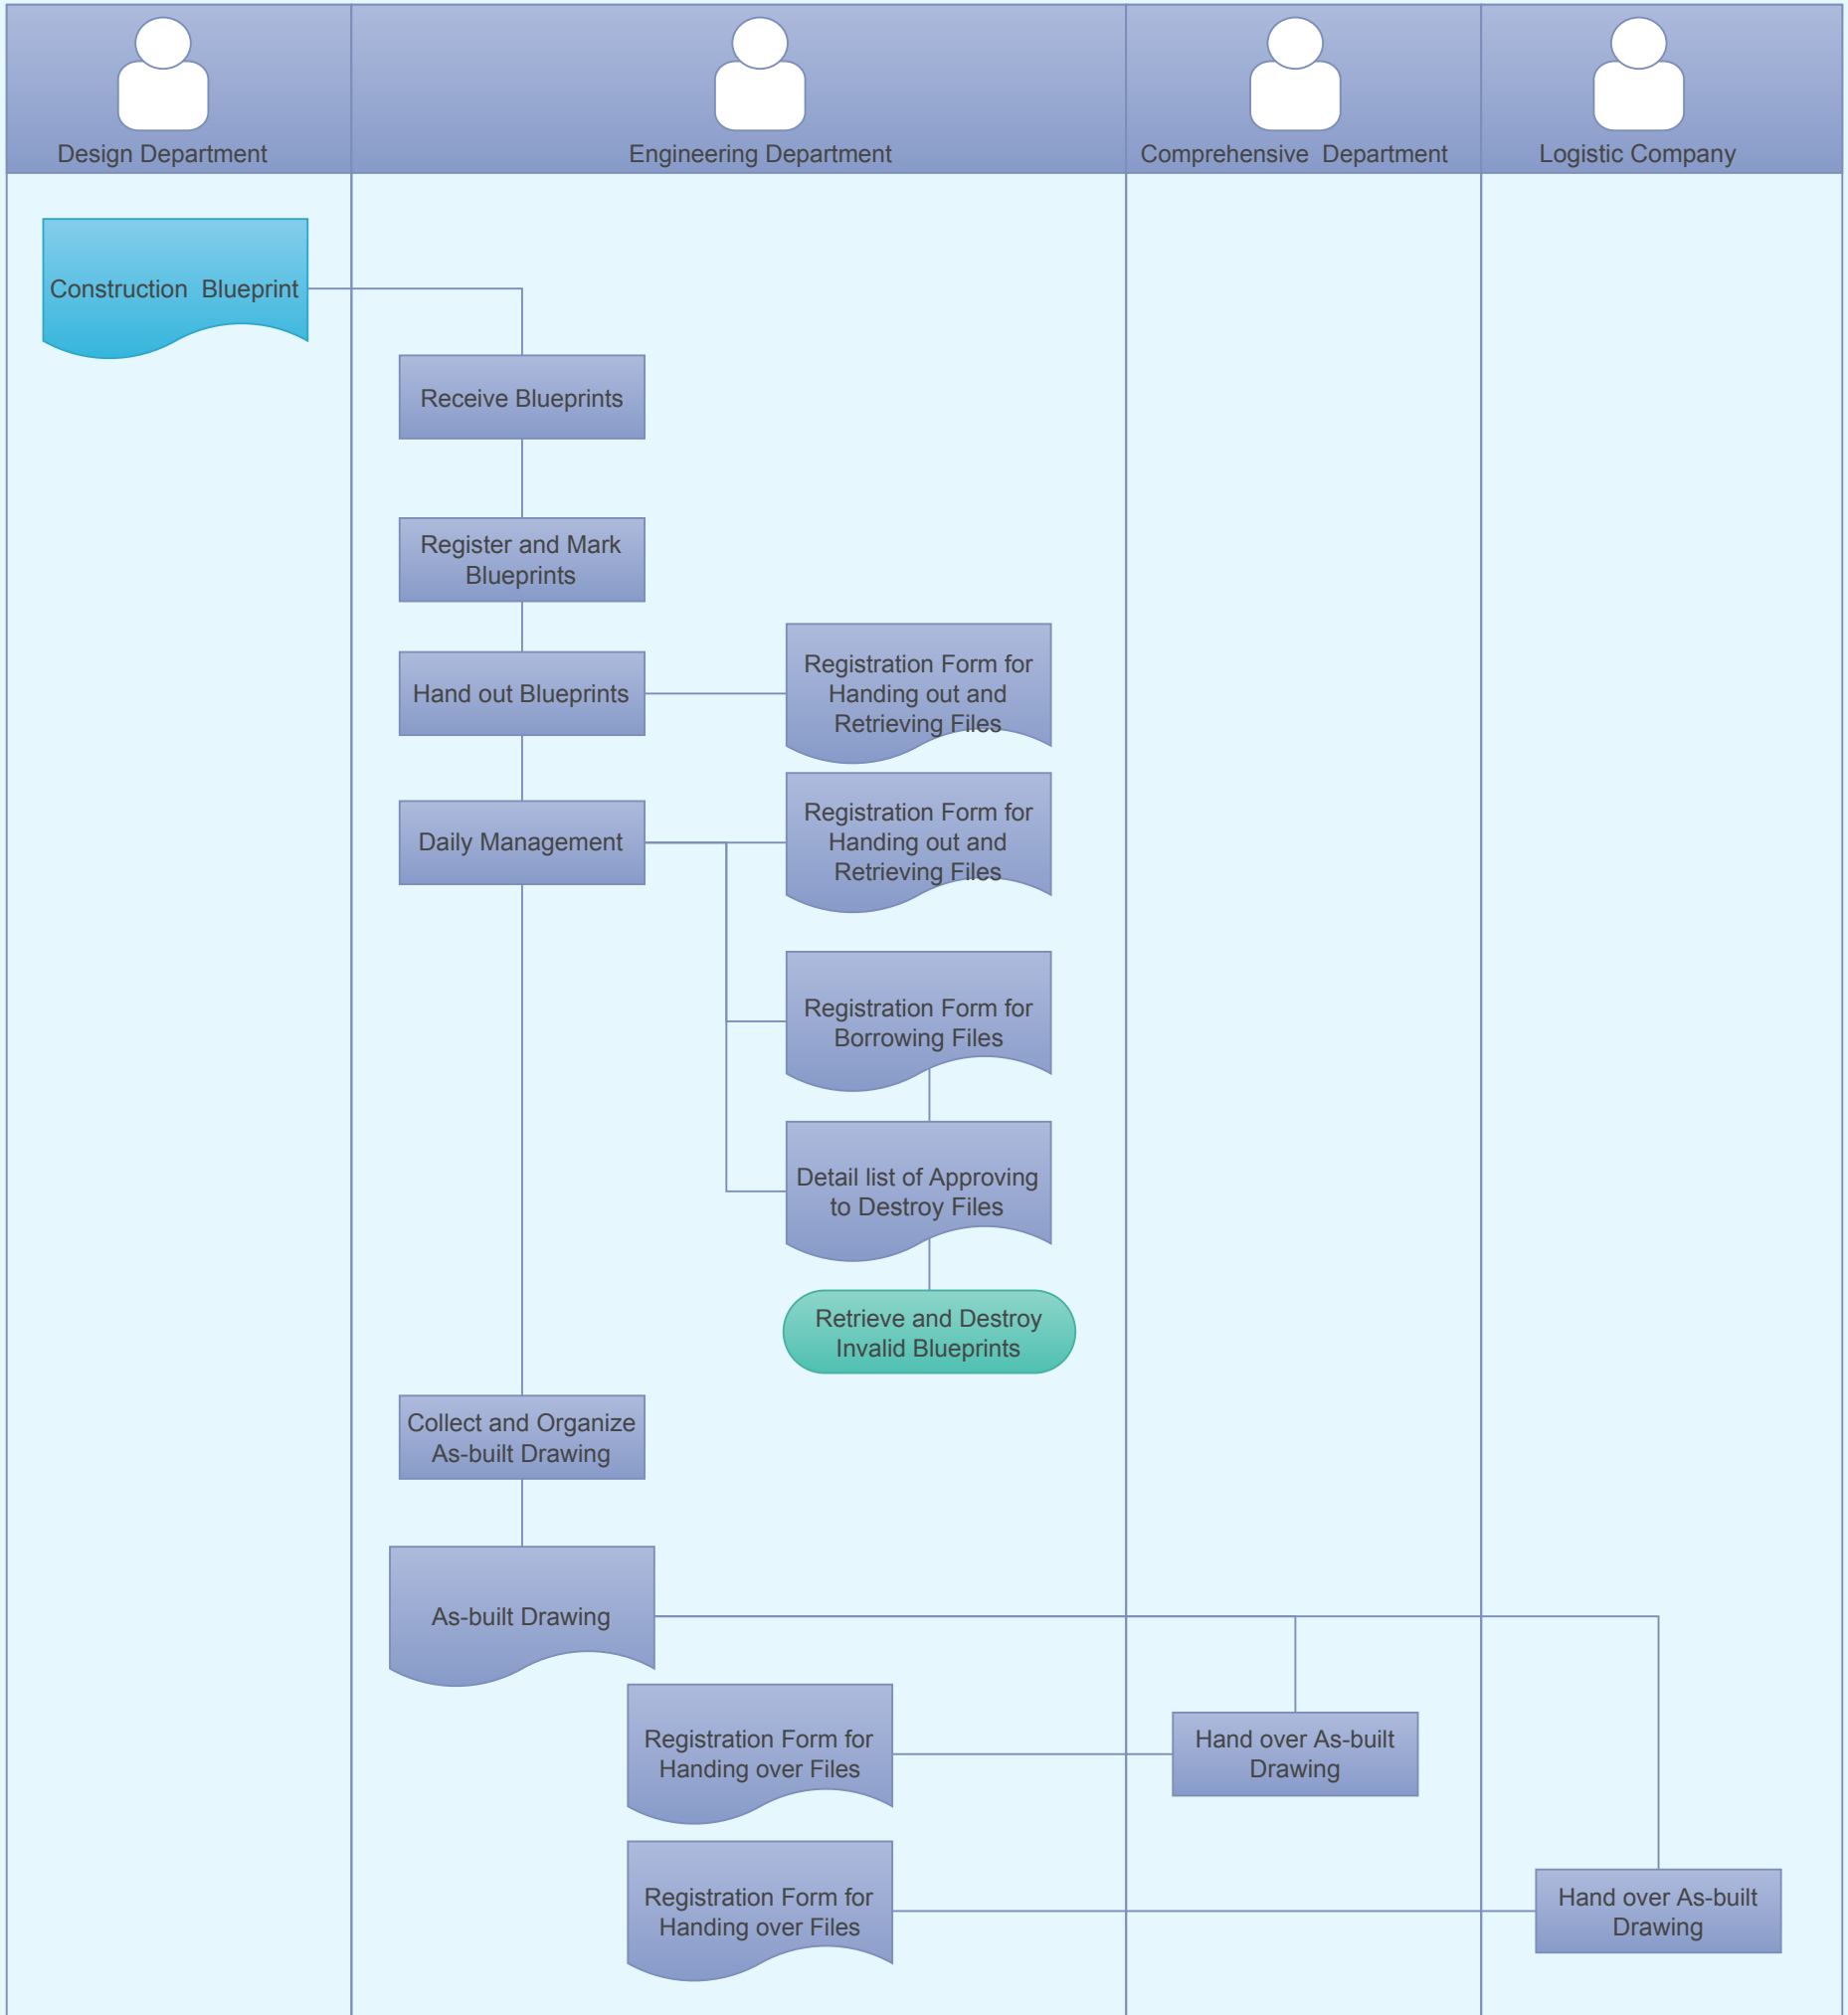 Design Department
Engineering Department
Comprehensive  Department
Logistic Company
Construction  Blueprint
Receive Blueprints
Register and Mark
Blueprints
Hand out Blueprints
Registration Form for
Handing out and
Retrieving Files
Daily Management
Registration Form for
Handing out and
Retrieving Files
Registration Form for
Borrowing Files
Detail list of Approving
to Destroy Files
Retrieve and Destroy
Invalid Blueprints
Collect and Organize
As-built Drawing
As-built Drawing
Registration Form for
Handing over Files
Hand over As-built
Drawing
Registration Form for
Handing over Files
Hand over As-built
Drawing